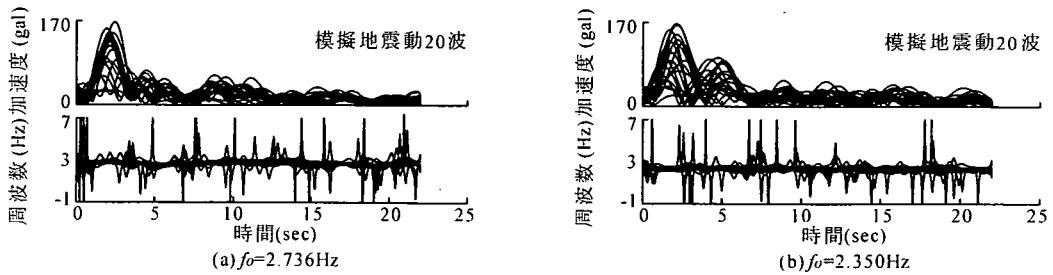 170
加速度 (gal)
模擬地震動20波
0
7
周波数 (Hz)
3
-1
0 5 10 15 20 25
時間(sec)
(a) fo=2.736Hz
170
加速度 (gal)
模擬地震動20波
0
7
周波数 (Hz)
3
-1
0 5 10 15 20 25
時間(sec)
(b) fo=2.350Hz